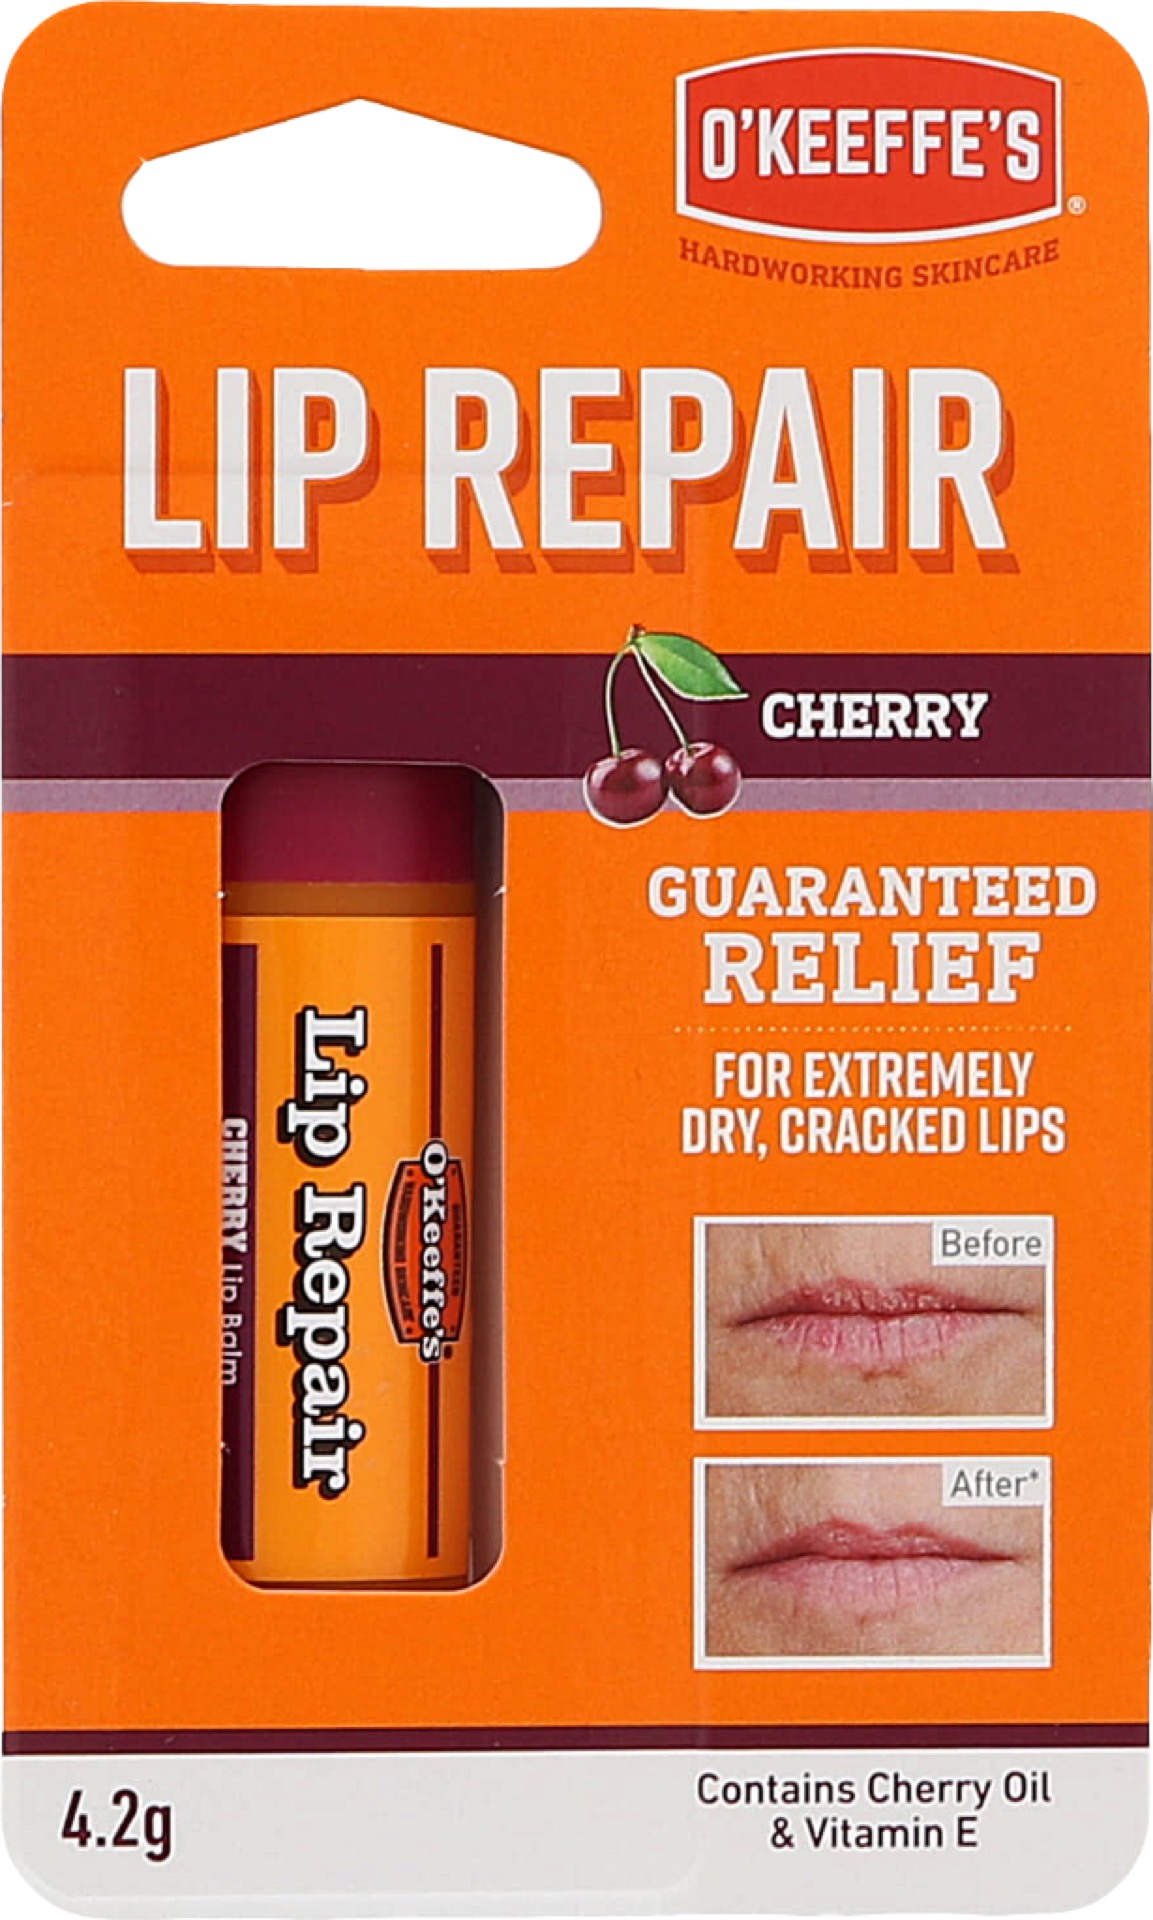 O'KEEFFE'S
®
HARDWORKING SKINCARE
LIP REPAIR
CHERRY
GUARANTEED
RELIEF
FOR EXTREMELY
DRY, CRACKED LIPS
O'Keeffe's
Lip Repair
CHERRY Lip Balm
Before
After*
4.2g
Contains Cherry Oil
& Vitamin E